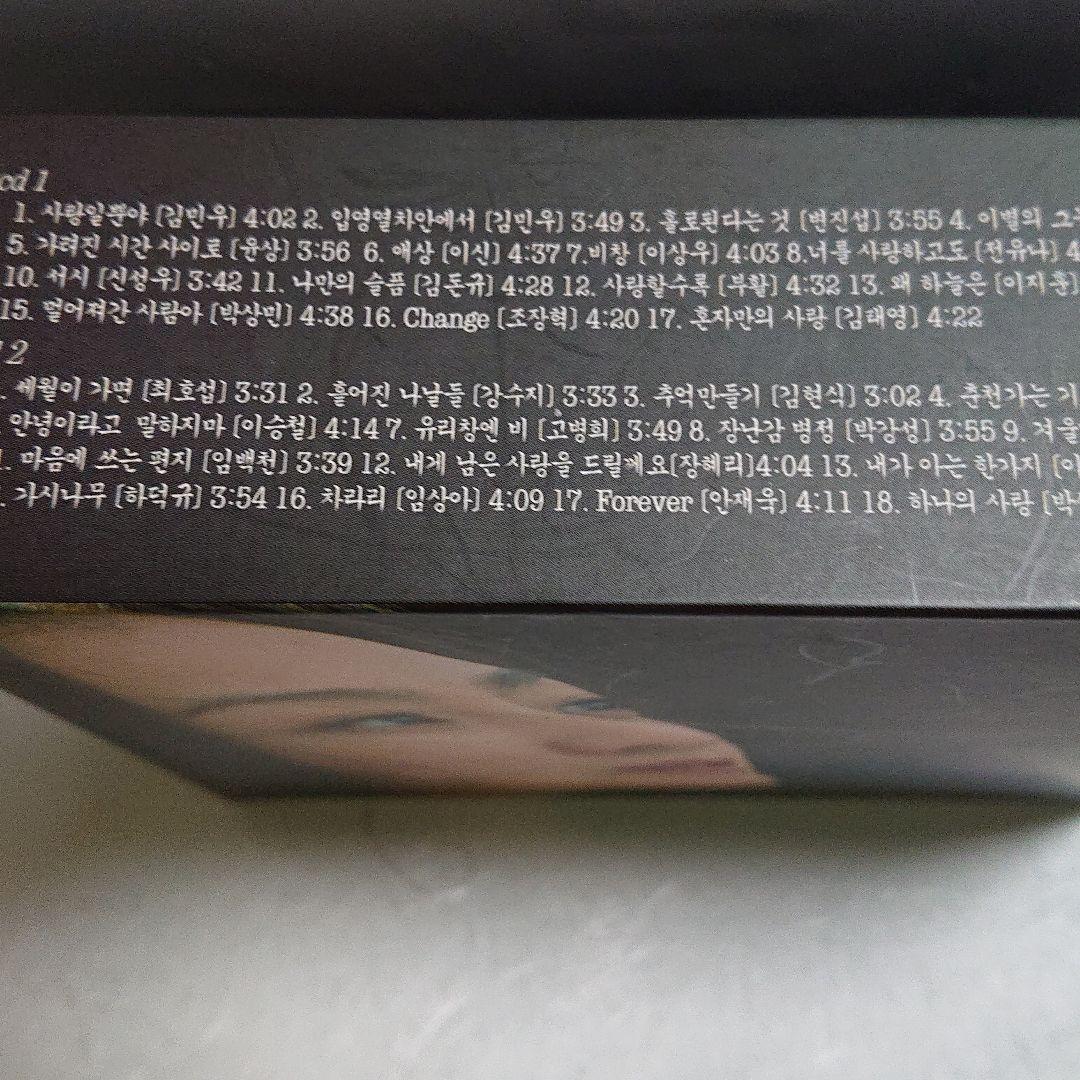 cd 1
1. 사랑일뿐야 [김민우] 4:02 2. 입영열차안에서 [김민우] 3:49 3. 홀로된다는 것 [변진섭] 3:55 4. 이별의 그
5. 가려진 시간 사이로 [윤상] 3:56 6. 애상 [이신] 4:37 7.비창 [이상우] 4:03 8.너를 사랑하고도 [전유나] 4
10. 서시 [신성우] 3:42 11. 나만의 슬픔 [김돈규] 4:28 12. 사랑할수록 [부활] 4:32 13. 왜 하늘은 [이지훈]
15. 멀어져간 사람아 [박상민] 4:38 16. Change [조장혁] 4:20 17. 혼자만의 사랑 [김태영] 4:22
2
. 세월이 가면 [최호섭] 3:31 2. 흩어진 나날들 [강수지] 3:33 3. 추억만들기 [김현식] 3:02 4. 춘천가는 기
안녕이라고 말하지마 [이승철] 4:14 7. 유리창엔 비 [고병희] 3:49 8. 장난감 병정 [박강성] 3:55 9. 겨울
. 마음에 쓰는 편지 [임백천] 3:39 12. 내게 남은 사랑을 드릴께요[장혜리]4:04 13. 내가 아는 한가지 [이
. 가시나무 [하덕규] 3:54 16. 차라리 [임상아] 4:09 17. Forever [안재욱] 4:11 18. 하나의 사랑 [박